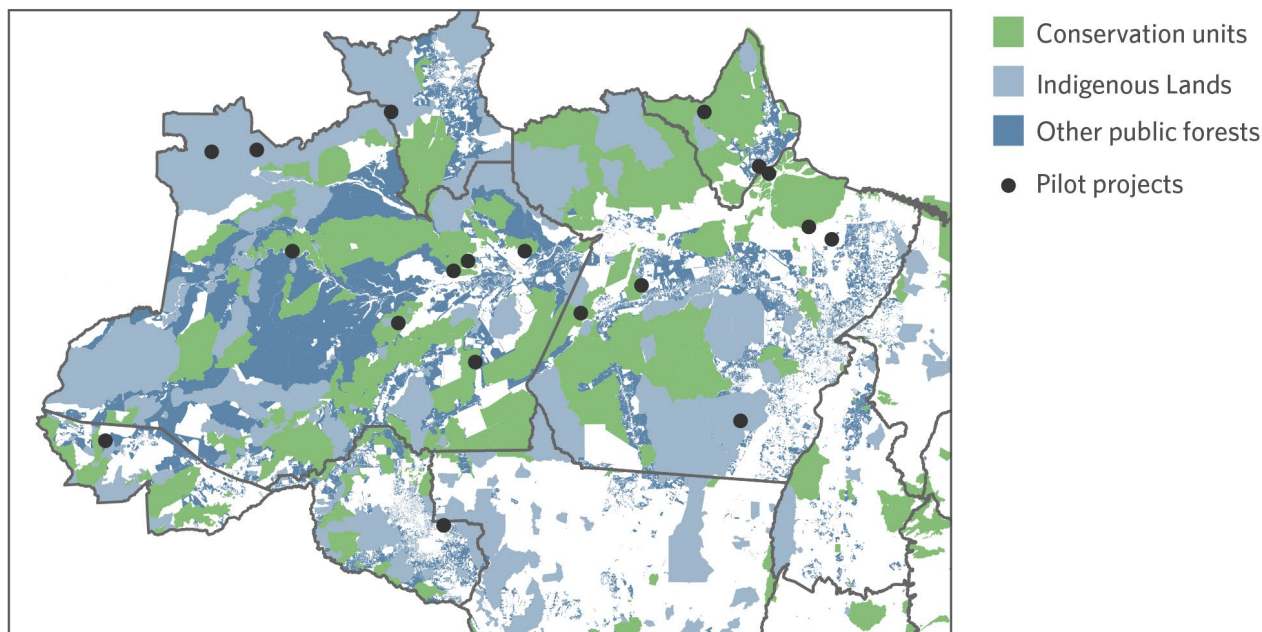 Conservation units
Indigenous Lands
Other public forests
Pilot projects